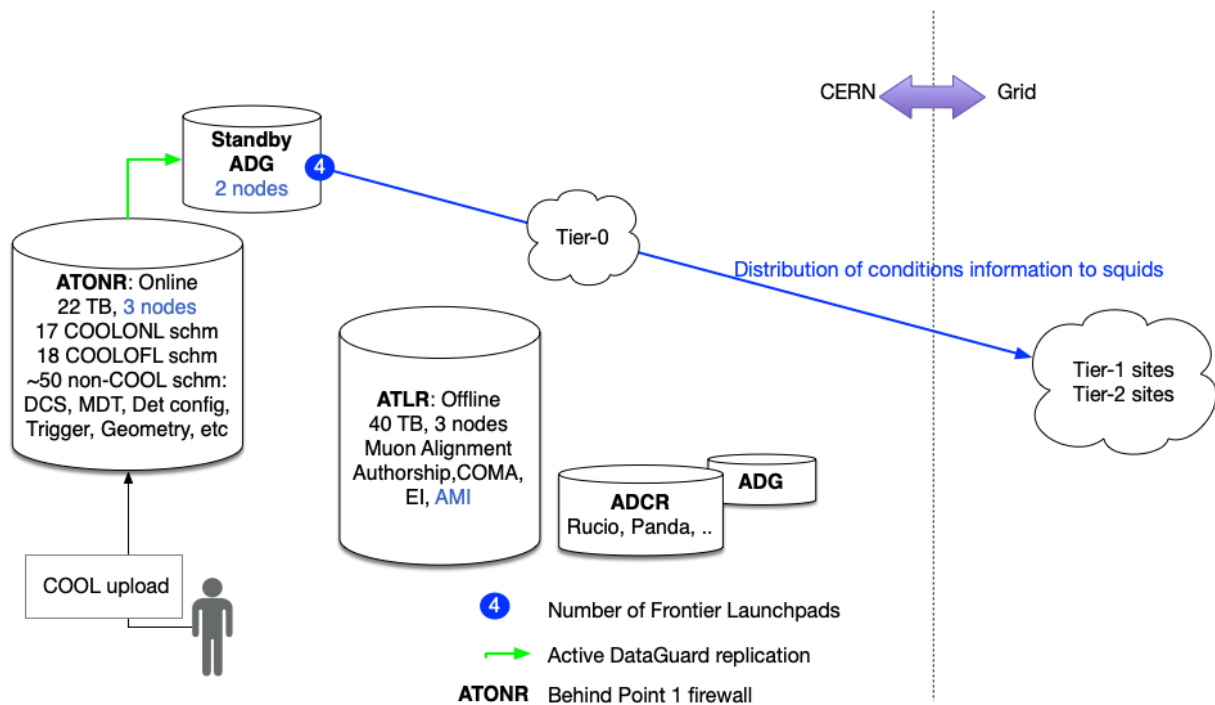 CERN
Grid
Standby
ADG
2 nodes
4
Tier-0
Distribution of conditions information to squids
ATONR: Online
22 TB, 3 nodes
17 COOLONL schm
18 COOLOFL schm
~50 non-COOL schm:
DCS, MDT, Det config,
Trigger, Geometry, etc
Tier-1 sites
Tier-2 sites
ATLR: Offline
40 TB, 3 nodes
Muon Alignment
Authorship,COMA,
EI, AMI
ADG
ADCR
Rucio, Panda, ..
COOL upload
4 Number of Frontier Launchpads
Active DataGuard replication
ATONR Behind Point 1 firewall